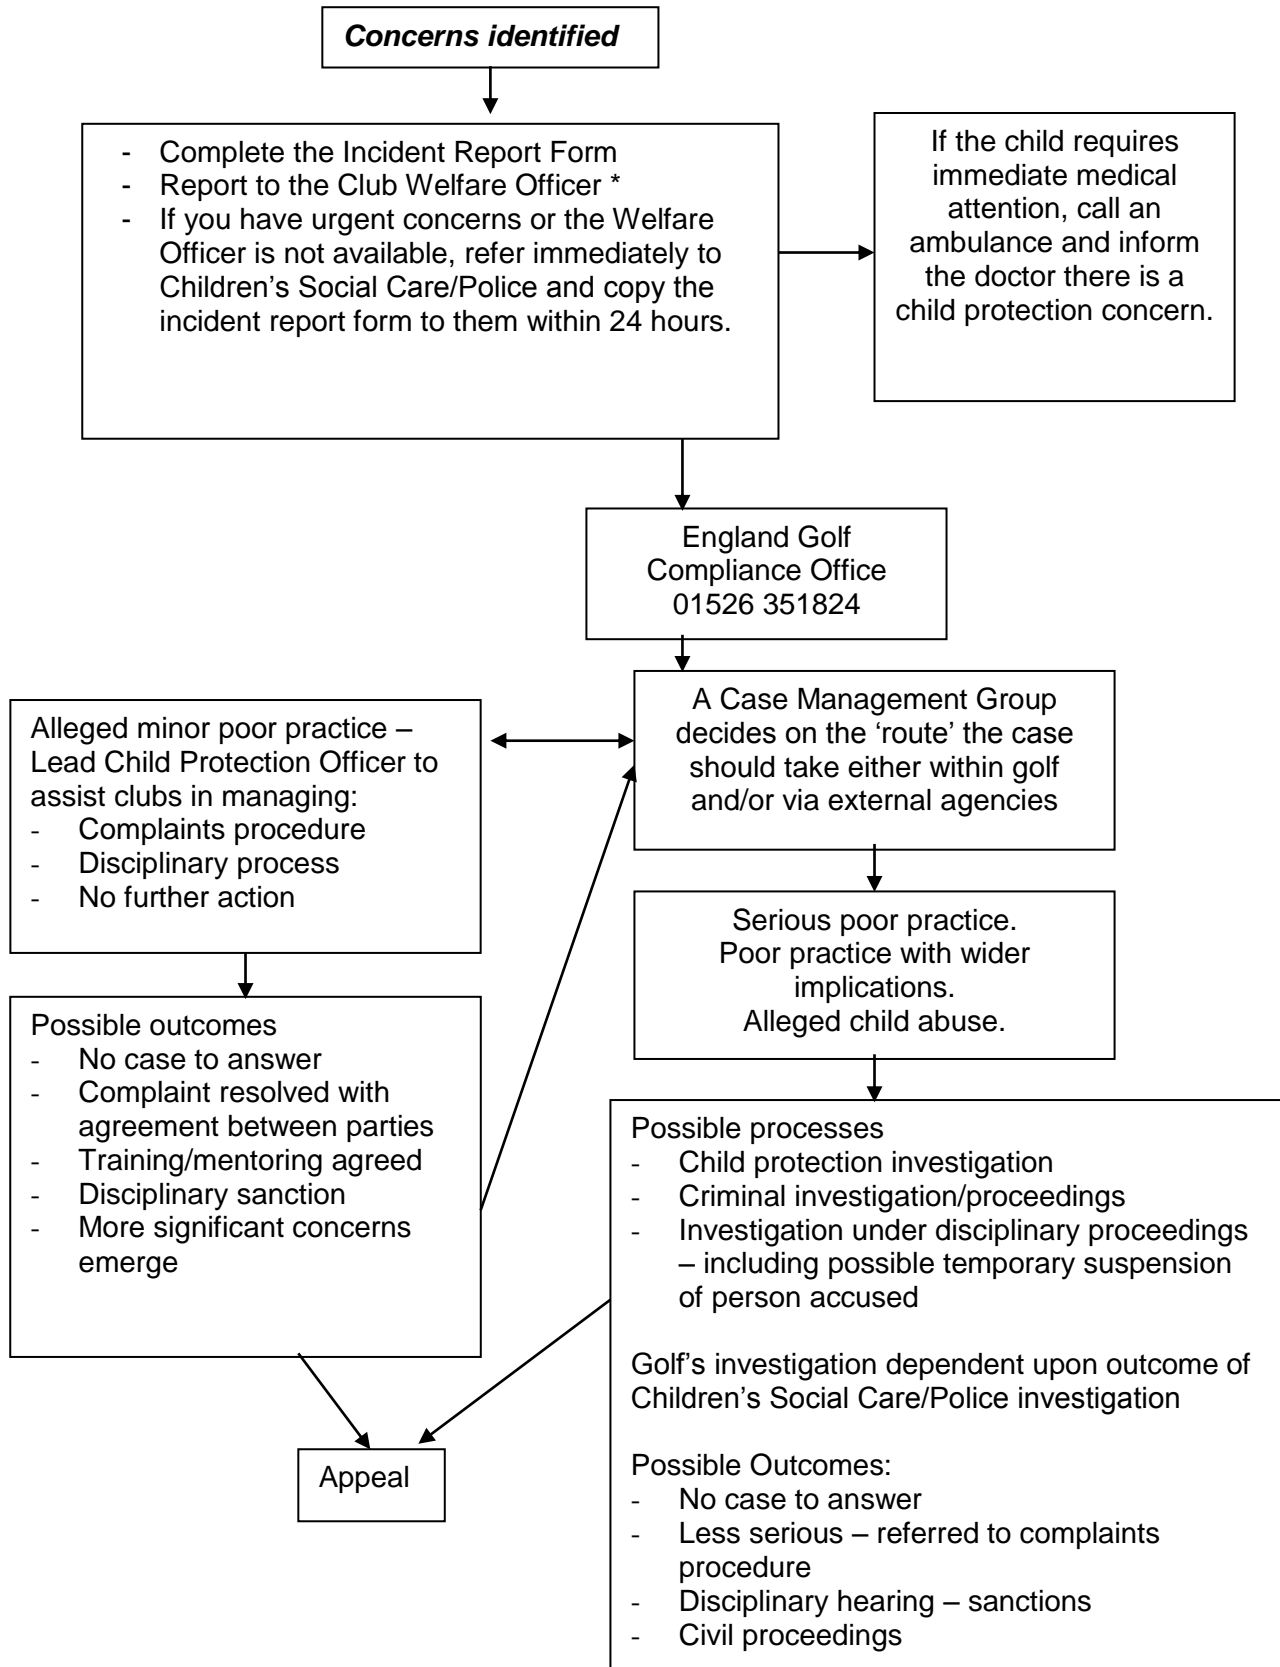 Concerns identified
- Complete the Incident Report Form
- Report to the Club Welfare Officer *
- If you have urgent concerns or the Welfare
Officer is not available, refer immediately to
Children’s Social Care/Police and copy the
incident report form to them within 24 hours.
If the child requires
immediate medical
attention, call an
ambulance and inform
the doctor there is a
child protection concern.
England Golf
Compliance Office
01526 351824
A Case Management Group
decides on the ‘route’ the case
should take either within golf
and/or via external agencies
Alleged minor poor practice –
Lead Child Protection Officer to
assist clubs in managing:
- Complaints procedure
- Disciplinary process
- No further action
Serious poor practice.
Poor practice with wider
implications.
Alleged child abuse.
Possible outcomes
- No case to answer
- Complaint resolved with
agreement between parties
- Training/mentoring agreed
- Disciplinary sanction
- More significant concerns
emerge
Possible processes
- Child protection investigation
- Criminal investigation/proceedings
- Investigation under disciplinary proceedings
– including possible temporary suspension
of person accused
Golf’s investigation dependent upon outcome of
Children’s Social Care/Police investigation
Possible Outcomes:
- No case to answer
- Less serious – referred to complaints
procedure
- Disciplinary hearing – sanctions
- Civil proceedings
Appeal